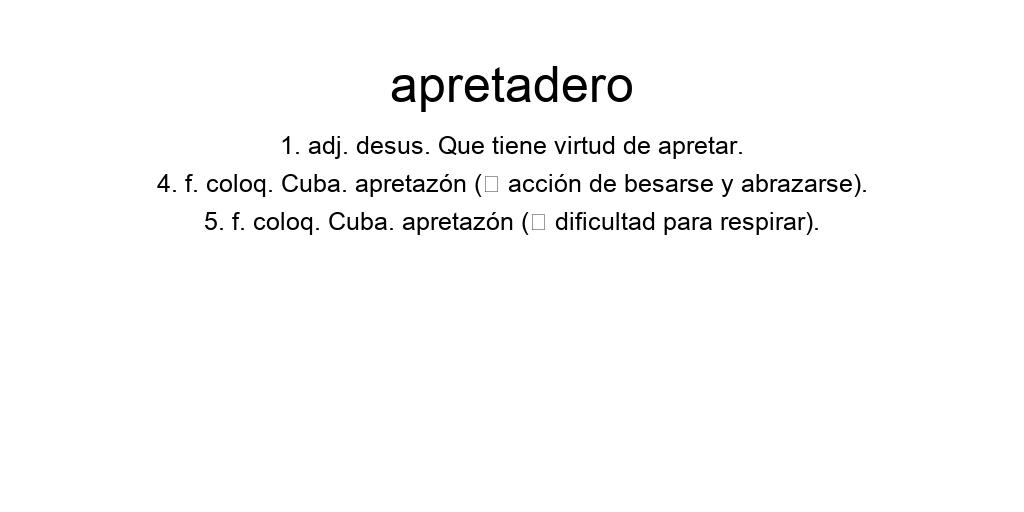 apretadero
1. adj. desus. Que tiene virtud de apretar.
4. f. coloq. Cuba. apretazón (▯ acción de besarse y abrazarse).
5. f. coloq. Cuba. apretazón (▯ dificultad para respirar).